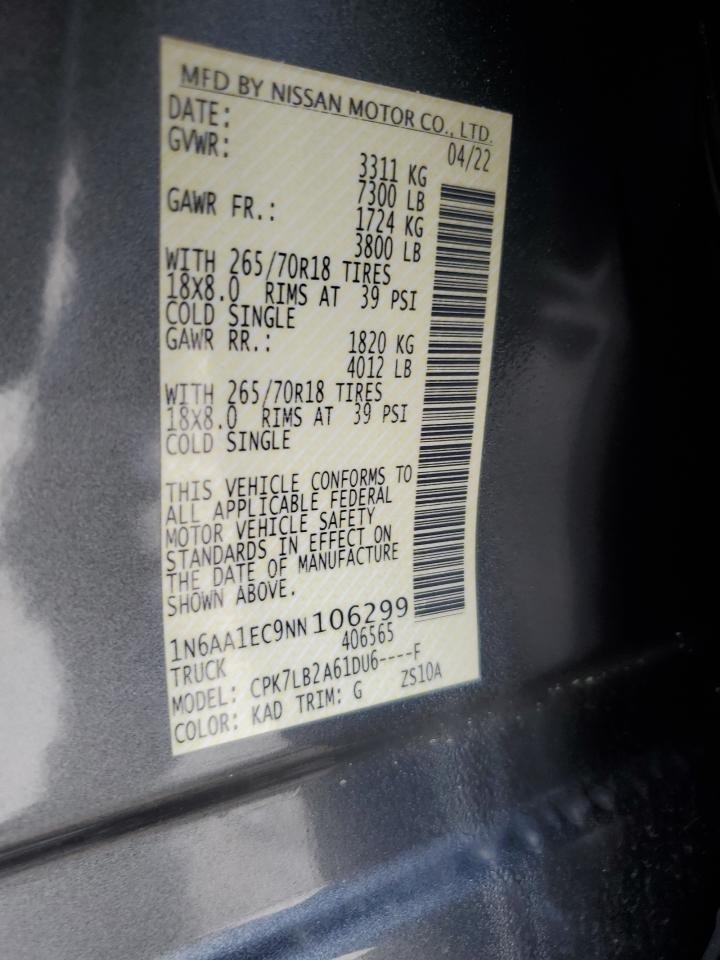 MFD BY NISSAN MOTOR CO., LTD.
DATE: 04/22
GVWR: 3311 KG
7300 LB
GAWR FR.: 1724 KG
3800 LB
WITH 265/70R18 TIRES
18X8.0 RIMS AT 39 PSI
COLD SINGLE
GAWR RR.: 1820 KG
4012 LB
WITH 265/70R18 TIRES
18X8.0 RIMS AT 39 PSI
COLD SINGLE
THIS VEHICLE CONFORMS TO
ALL APPLICABLE FEDERAL
MOTOR VEHICLE SAFETY
STANDARDS IN EFFECT ON
THE DATE OF MANUFACTURE
SHOWN ABOVE.
1N6AA1EC9NN106299
TRUCK 406565
MODEL: CPK7LB2A61DU6----F
COLOR: KAD TRIM: G ZS10A